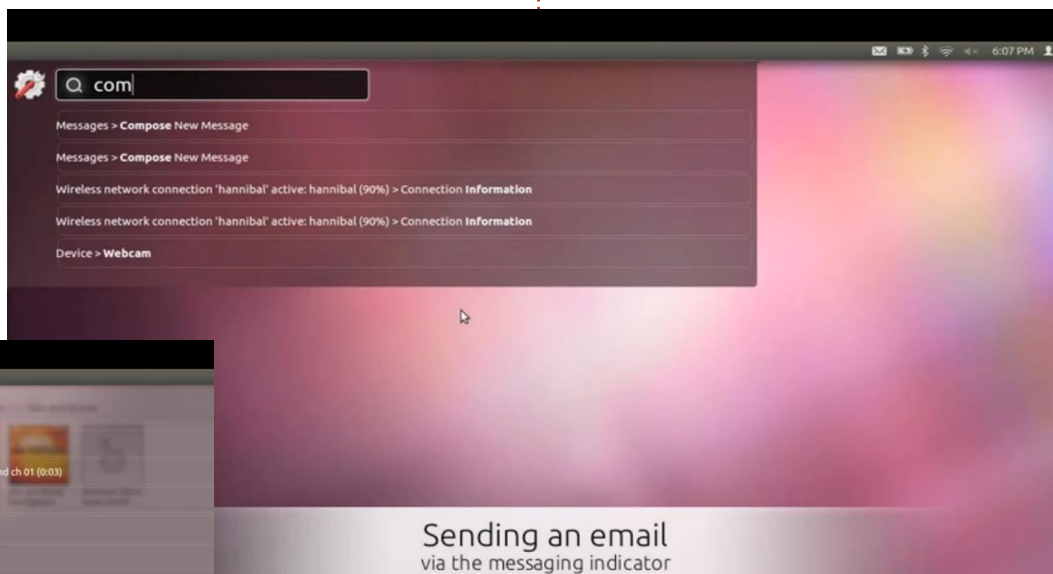 6:07 PM
com
Messages > Compose New Message
Messages > Compose New Message
Wireless network connection 'hannibal' active: hannibal (90%) > Connection Information
Wireless network connection 'hannibal' active: hannibal (90%) > Connection Information
Device > Webcam
ch 01 (0:03)
Sending an email
via the messaging indicator